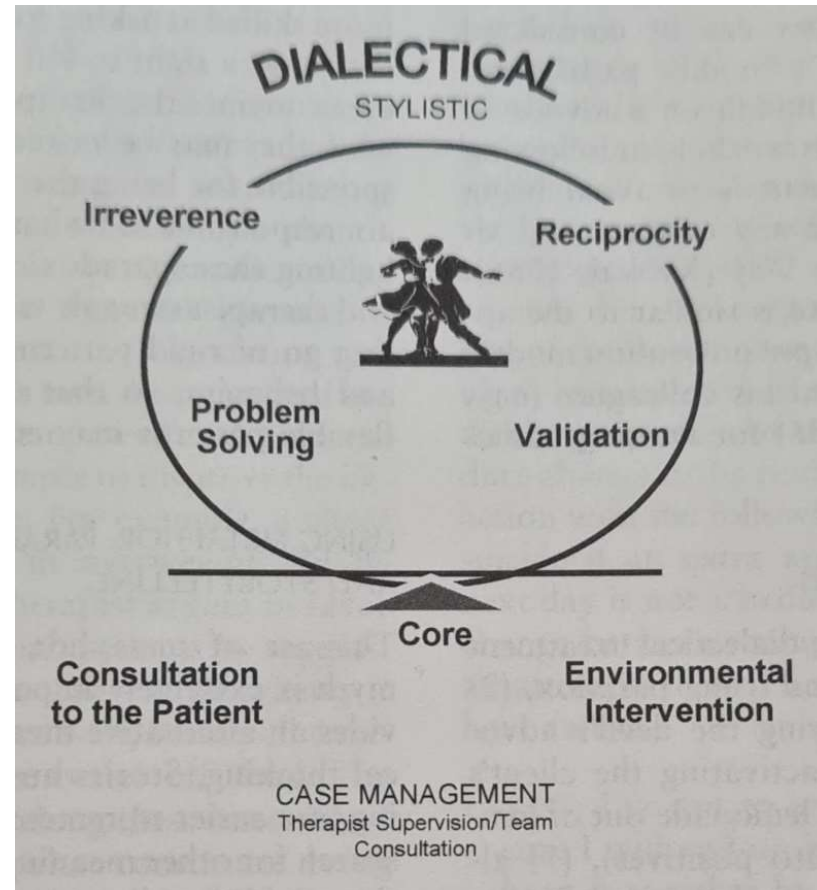 DIALECTICAL
STYLISTIC
Irreverence
Reciprocity
Problem
Solving
Validation
Core
Consultation
to the Patient
Environmental
Intervention
CASE MANAGEMENT
Therapist Supervision/Team
Consultation